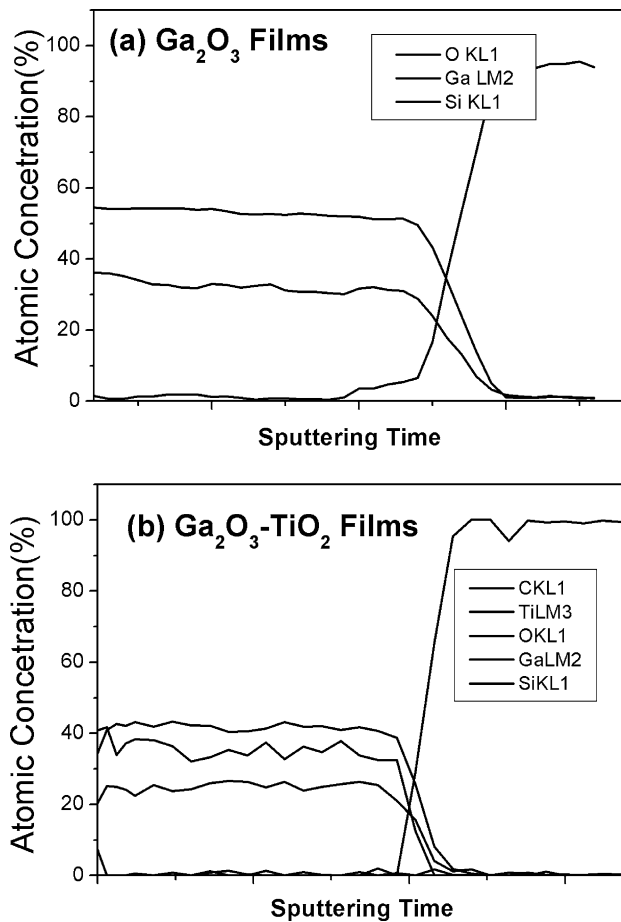 (a) Ga₂O₃ Films
O KL1
Ga LM2
Si KL1
100
80
60
40
20
0
Atomic Concetration(%)
Sputtering Time
(b) Ga₂O₃-TiO₂ Films
CKL1
TiLM3
OKL1
GaLM2
SiKL1
100
80
60
40
20
0
Atomic Concetration(%)
Sputtering Time